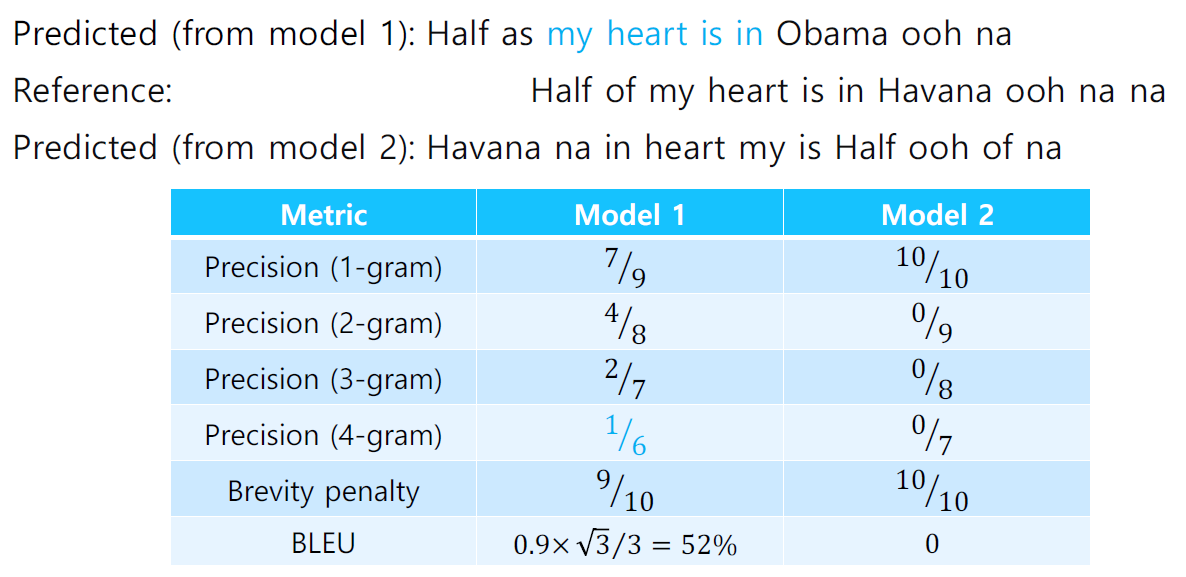 Predicted (from model 1): Half as my heart is in Obama ooh na
Reference: Half of my heart is in Havana ooh na na
Predicted (from model 2): Havana na in heart my is Half ooh of na
Metric Model 1 Model 2
Precision (1-gram) 7/9 10/10
Precision (2-gram) 4/8 0/9
Precision (3-gram) 2/7 0/8
Precision (4-gram) 1/6 0/7
Brevity penalty 9/10 10/10
BLEU 0.9×√3/3 = 52% 0